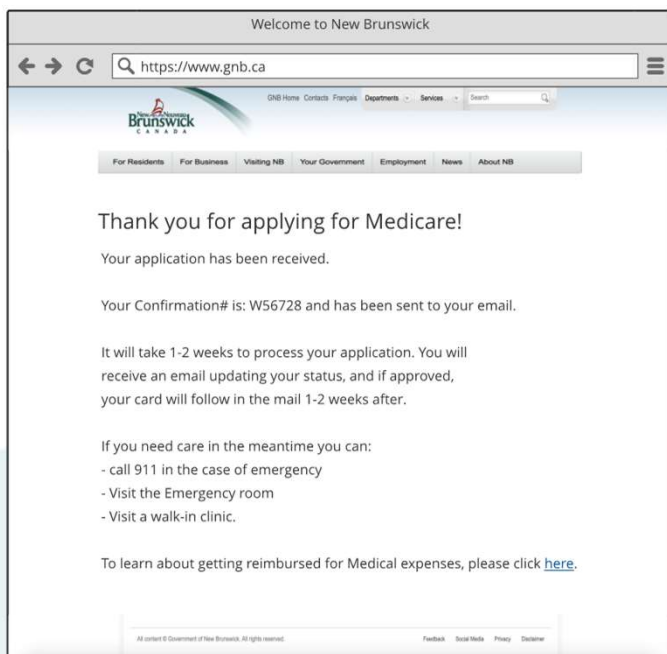 Welcome to New Brunswick
https://www.gnb.ca
GNB Home Contacts Français Departments Services Search
New Nouveau
Brunswick
CANADA
For Residents For Business Visiting NB Your Government Employment News About NB
Thank you for applying for Medicare!
Your application has been received.
Your Confirmation# is: W56728 and has been sent to your email.
It will take 1-2 weeks to process your application. You will
receive an email updating your status, and if approved,
your card will follow in the mail 1-2 weeks after.
If you need care in the meantime you can:
- call 911 in the case of emergency
- Visit the Emergency room
- Visit a walk-in clinic.
To learn about getting reimbursed for Medical expenses, please click here.
All content © Government of New Brunswick. All rights reserved. Feedback Social Media Privacy Disclaimer